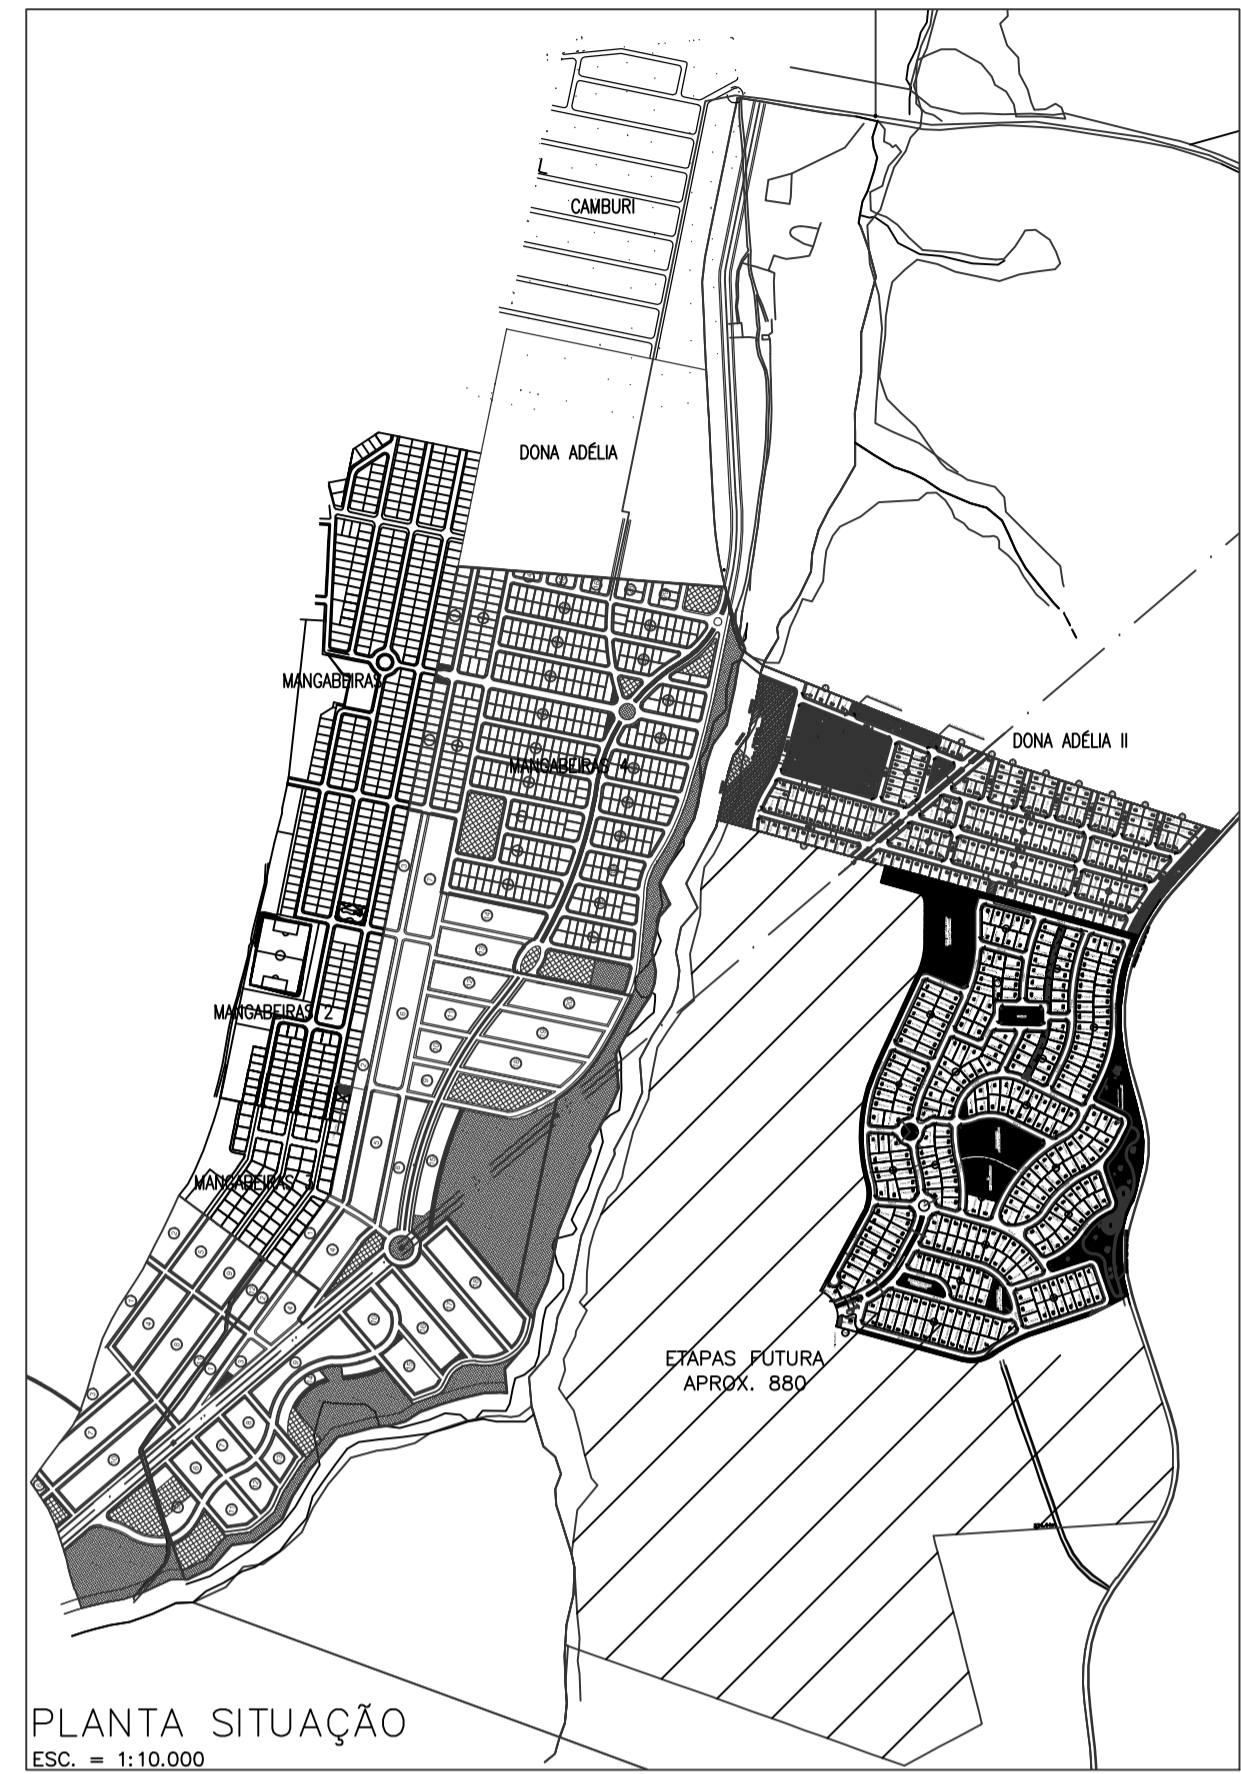 CAMBURI
DONA ADÉLIA
MANGABEIRAS
DONA ADÉLIA II
MANGABEIRAS 4
MANGABEIRAS 2
MANGABEIRAS 3
ETAPAS FUTURA
APROX. 880
PLANTA SITUAÇÃO
ESC. = 1:10.000